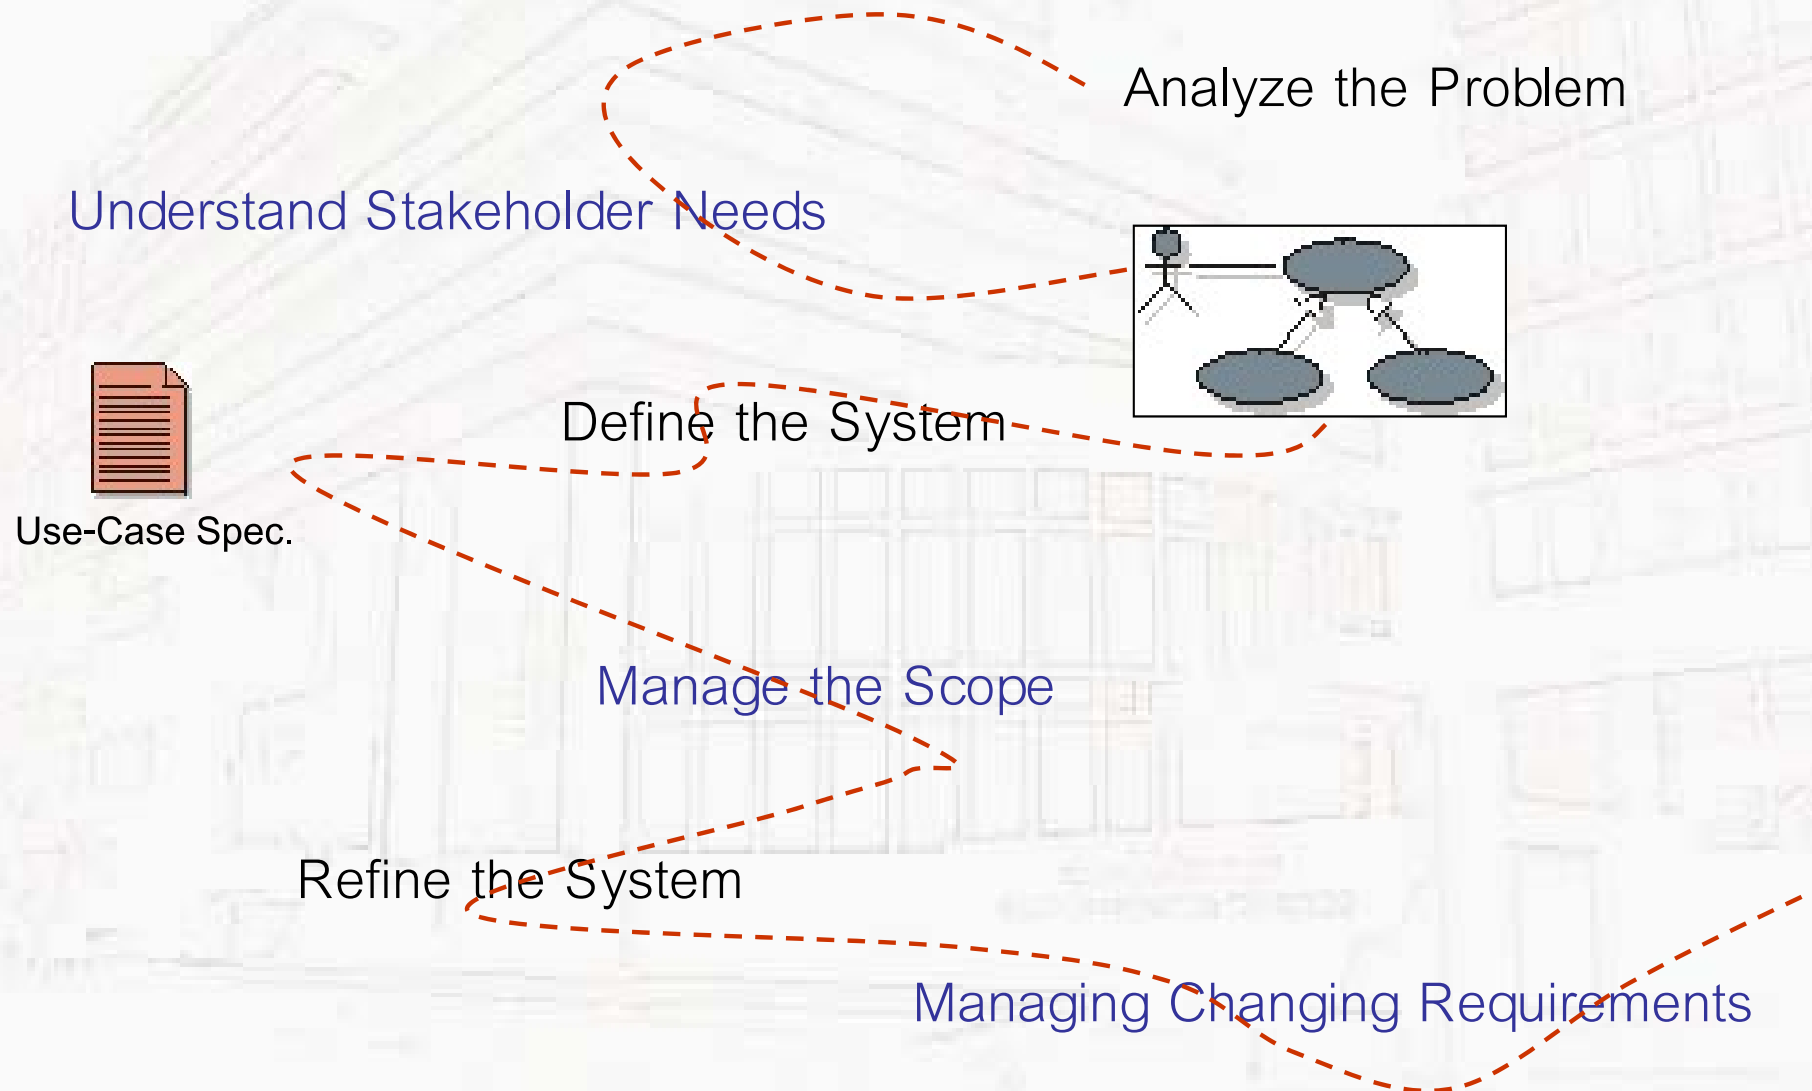 Analyze the Problem
Understand Stakeholder Needs
Define the System
Use-Case Spec.
Manage the Scope
Refine the System
Managing Changing Requirements